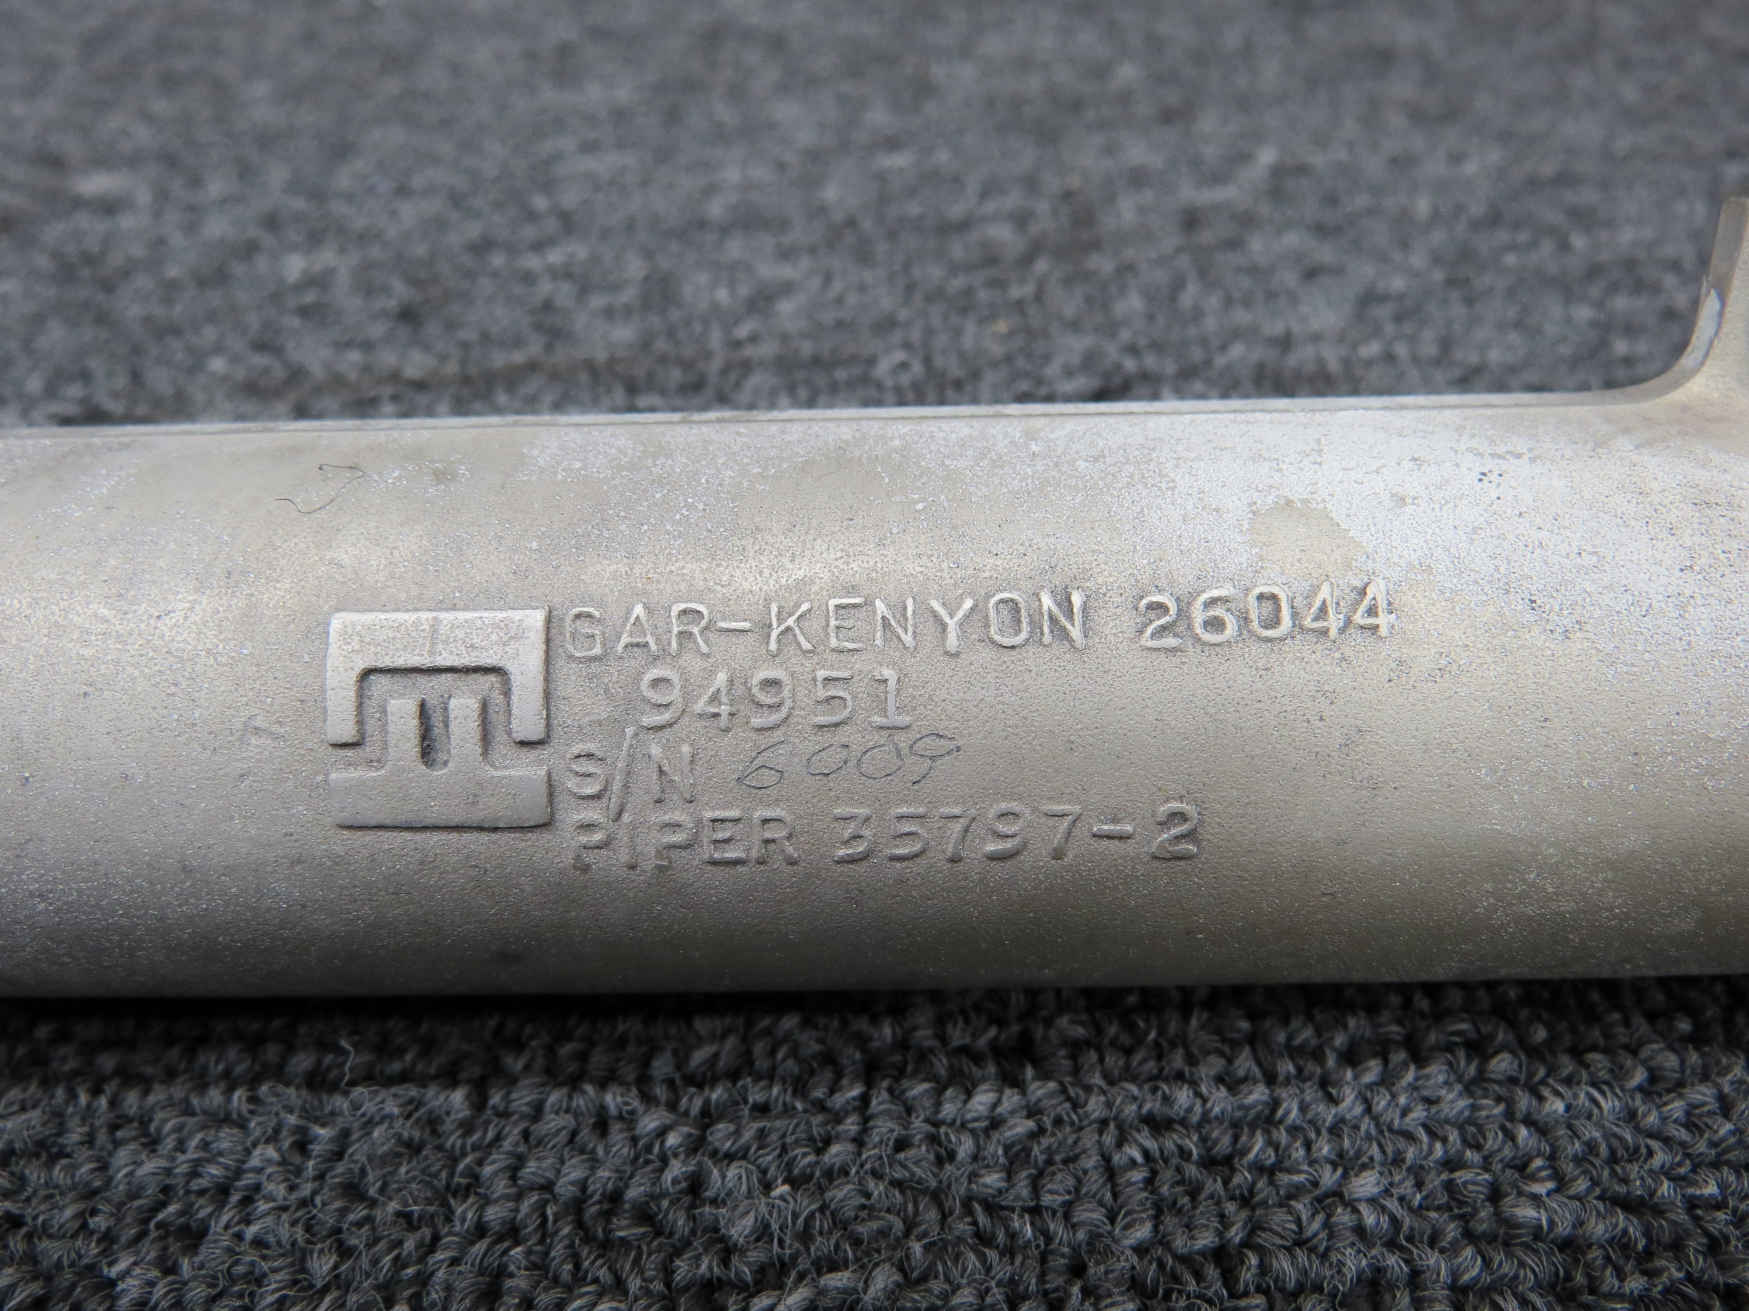 GAR-KENYON 26044
94951
S/N 6009
PIPER 35797-2